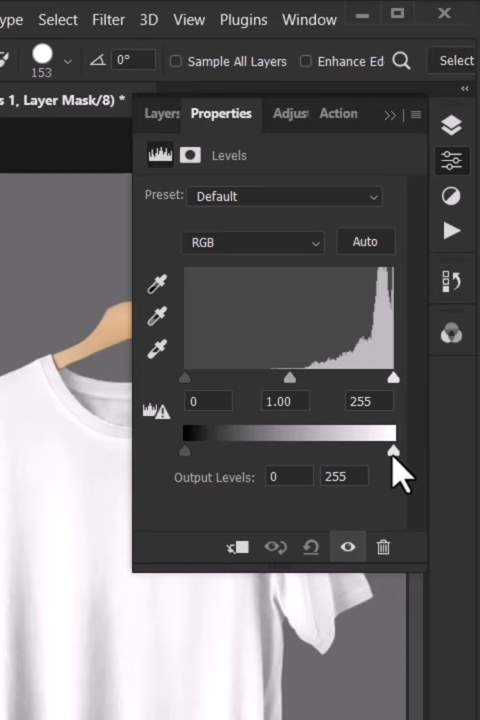 ype Select Filter 3D View Plugins Window
153
0°
Sample All Layers
Enhance Ed
Select
s 1, Layer Mask/8) *
Layers Properties Adjus Action
Levels
Preset: Default
RGB
Auto
0 1.00 255
Output Levels: 0 255